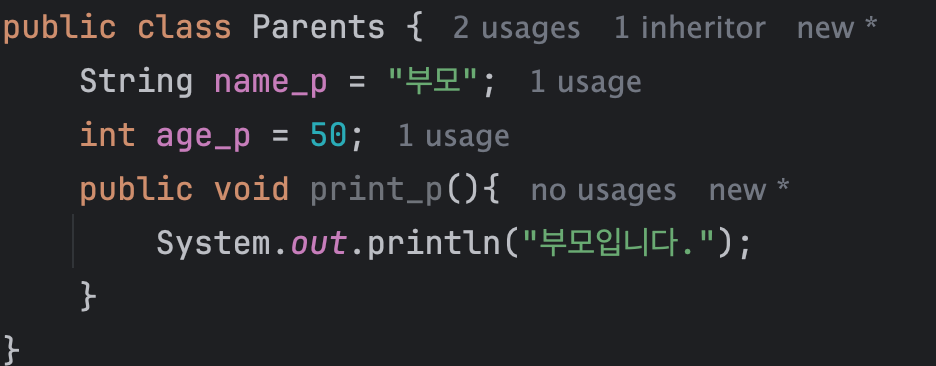 public class Parents {  2 usages  1 inheritor  new *
String name_p = "부모";  1 usage
int age_p = 50;  1 usage
public void print_p(){  no usages  new *
System.out.println("부모입니다.");
}
}